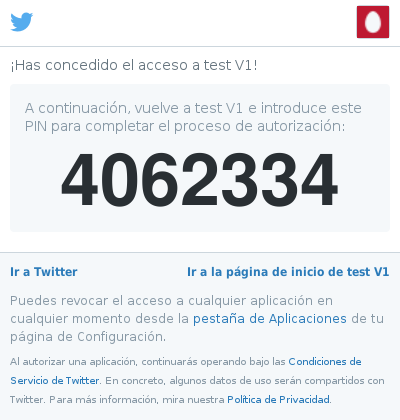 ¡Has concedido el acceso a test V1!
A continuación, vuelve a test V1 e introduce este
PIN para completar el proceso de autorización:
4062334
Ir a Twitter
Ir a la página de inicio de test V1
Puedes revocar el acceso a cualquier aplicación en
cualquier momento desde la pestaña de Aplicaciones de tu
página de Configuración.
Al autorizar una aplicación, continuarás operando bajo las Condiciones de
Servicio de Twitter. En concreto, algunos datos de uso serán compartidos con
Twitter. Para más información, mira nuestra Política de Privacidad.